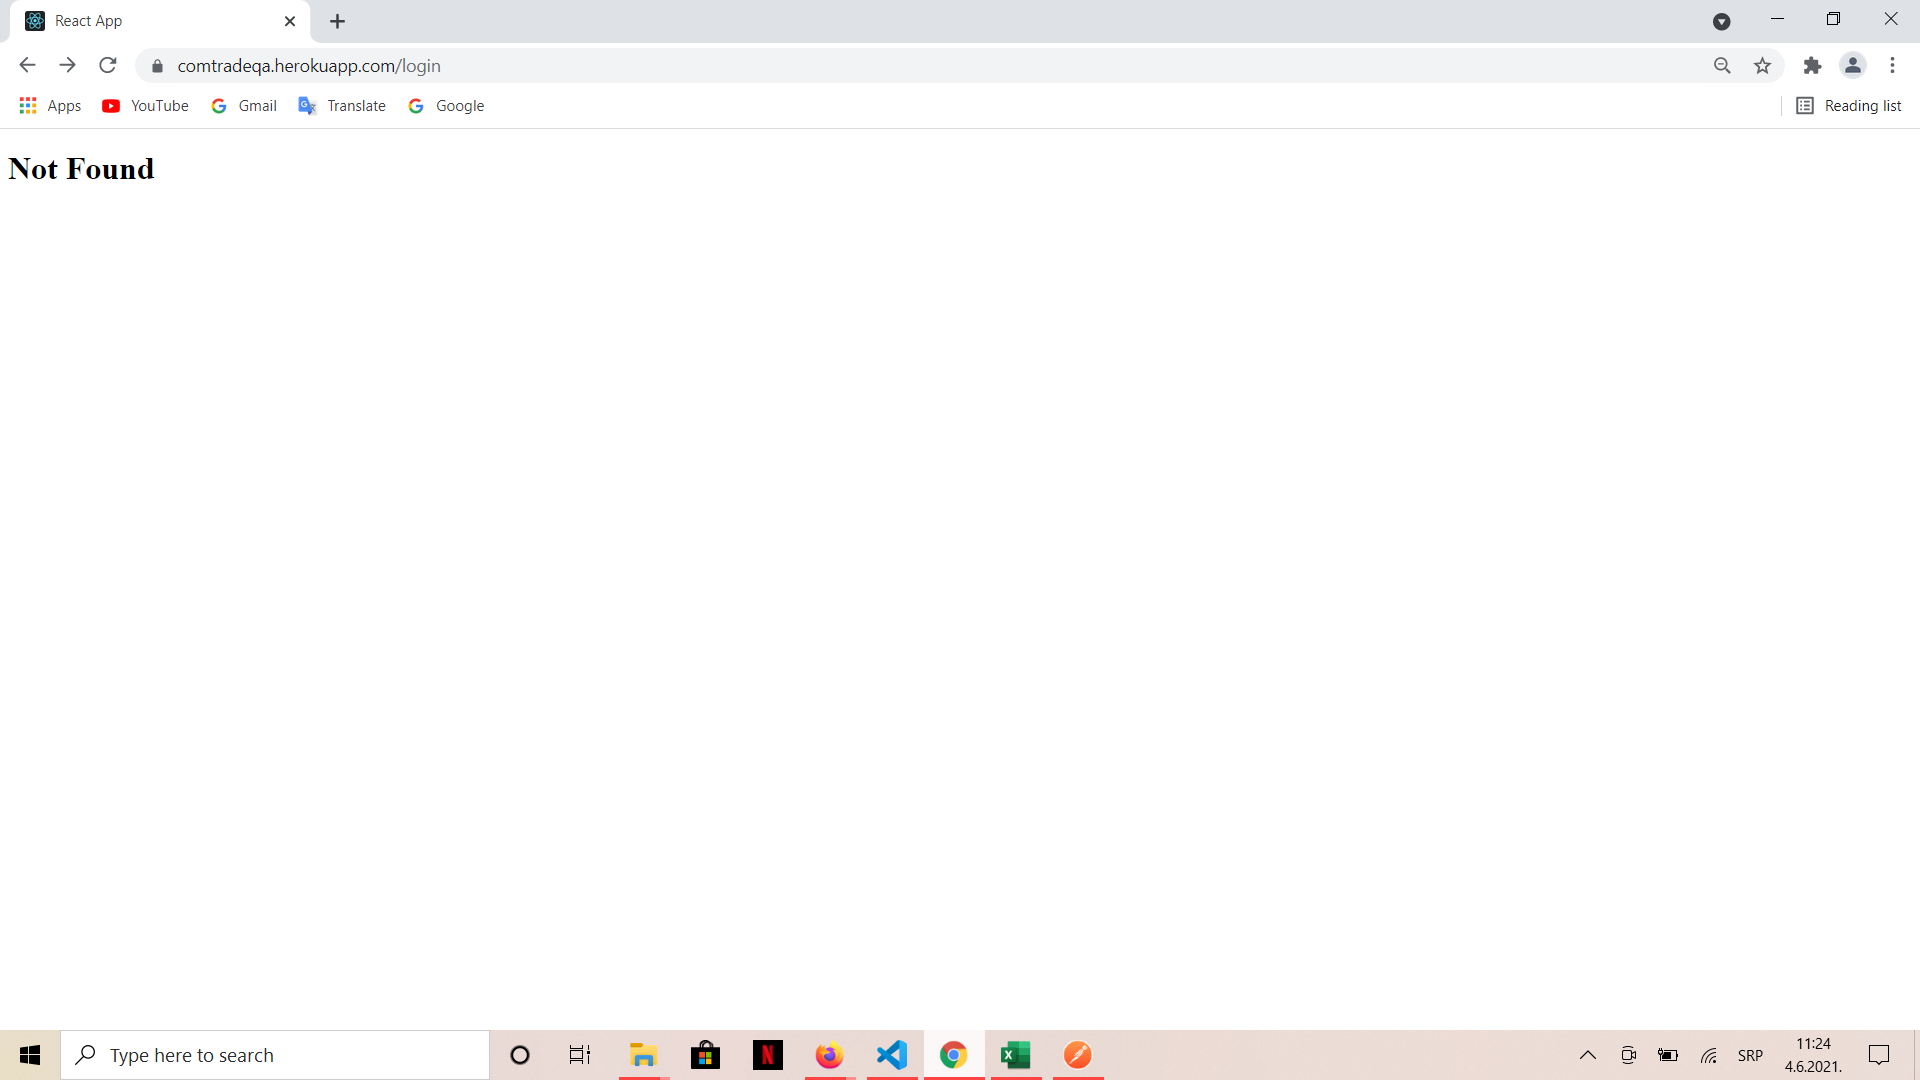 React App
comtradeqa.herokuapp.com/login
Apps YouTube Gmail Translate Google Reading list
Not Found
Type here to search
SRP
11:24
4.6.2021.